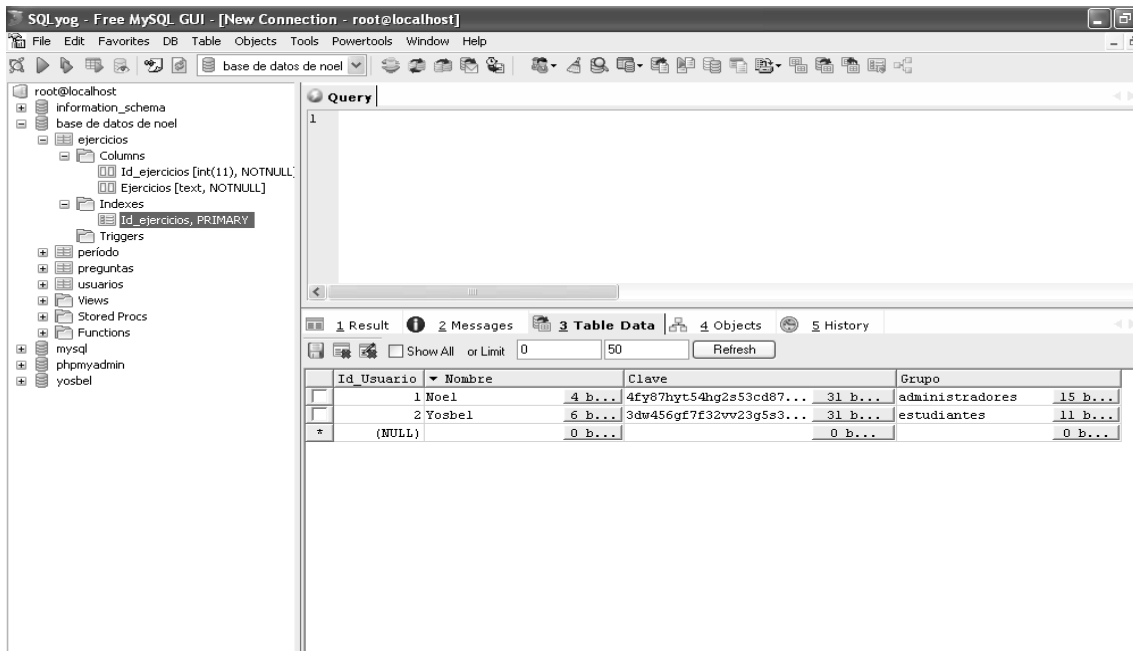 SQLyog - Free MySQL GUI - [New Connection - root@localhost]
File Edit Favorites DB Table Objects Tools Powertools Window Help
base de datos de noel
root@localhost
information_schema
base de datos de noel
ejercicios
Columns
Id_ejercicios [int(11), NOTNULL]
Ejercicios [text, NOTNULL]
Indexes
Id_ejercicios, PRIMARY
Triggers
período
preguntas
usuarios
Views
Stored Procs
Functions
mysql
phpmyadmin
yosbel
Query
1
1 Result 2 Messages 3 Table Data 4 Objects 5 History
Show All or Limit 0 50 Refresh
Id_Usuario Nombre Clave Grupo
1 Noel 4 b... 4fy87hyt54hg2s53cd87... 31 b... administradores 15 b...
2 Yosbel 6 b... 3dw456gf7f32vv23g5s3... 31 b... estudiantes 11 b...
* (NULL) 0 b... 0 b... 0 b...